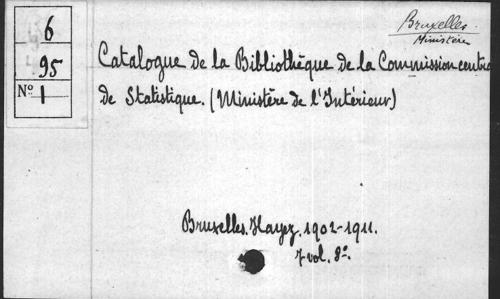 6
95
N° 1
Bruxelles.
Ministère
Catalogue de la Bibliothèque de la Commission centra
de Statistique. (Ministère de l'Intérieur)
Bruxelles. Hayez. 1902-1911.
7 vol. 8°.